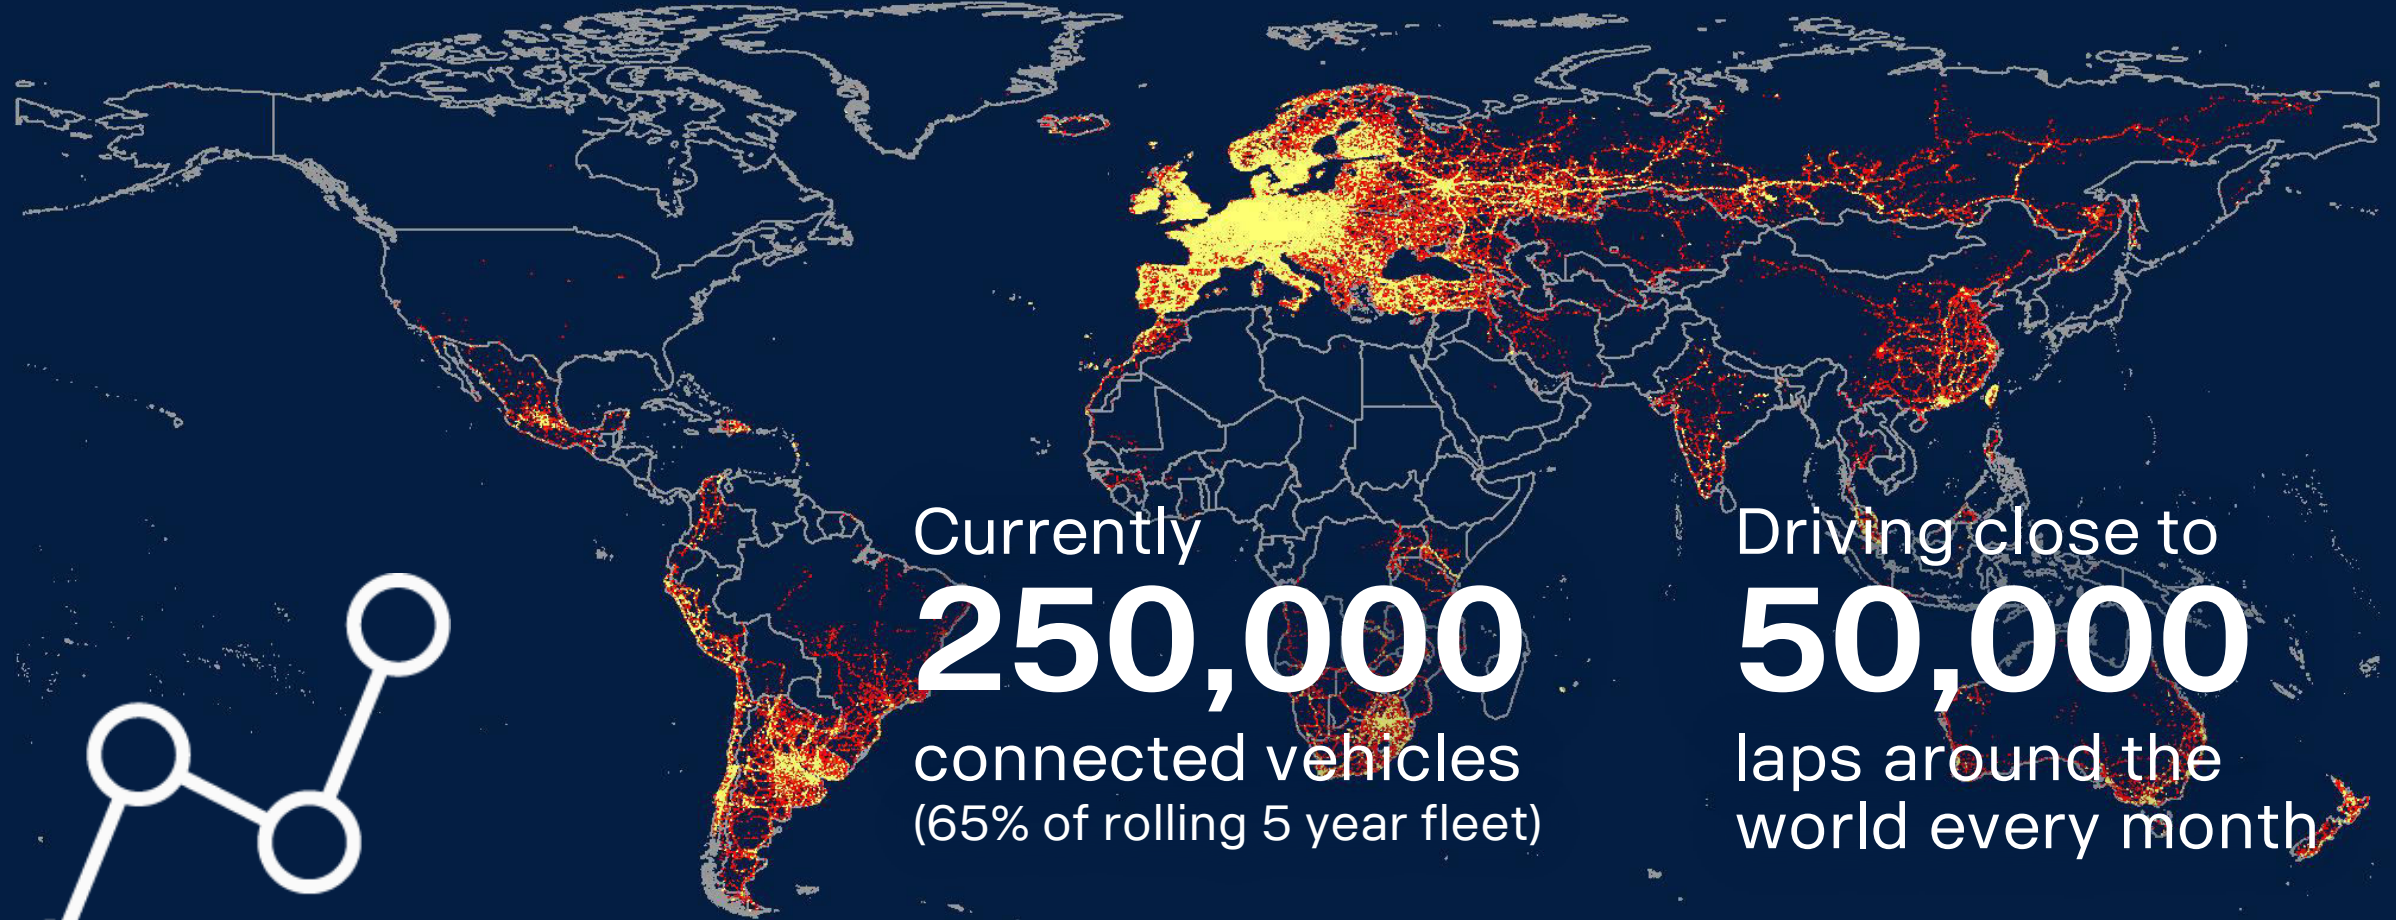 Currently
250,000
connected vehicles
(65% of rolling 5 year fleet)
Driving close to
50,000
laps around the
world every month